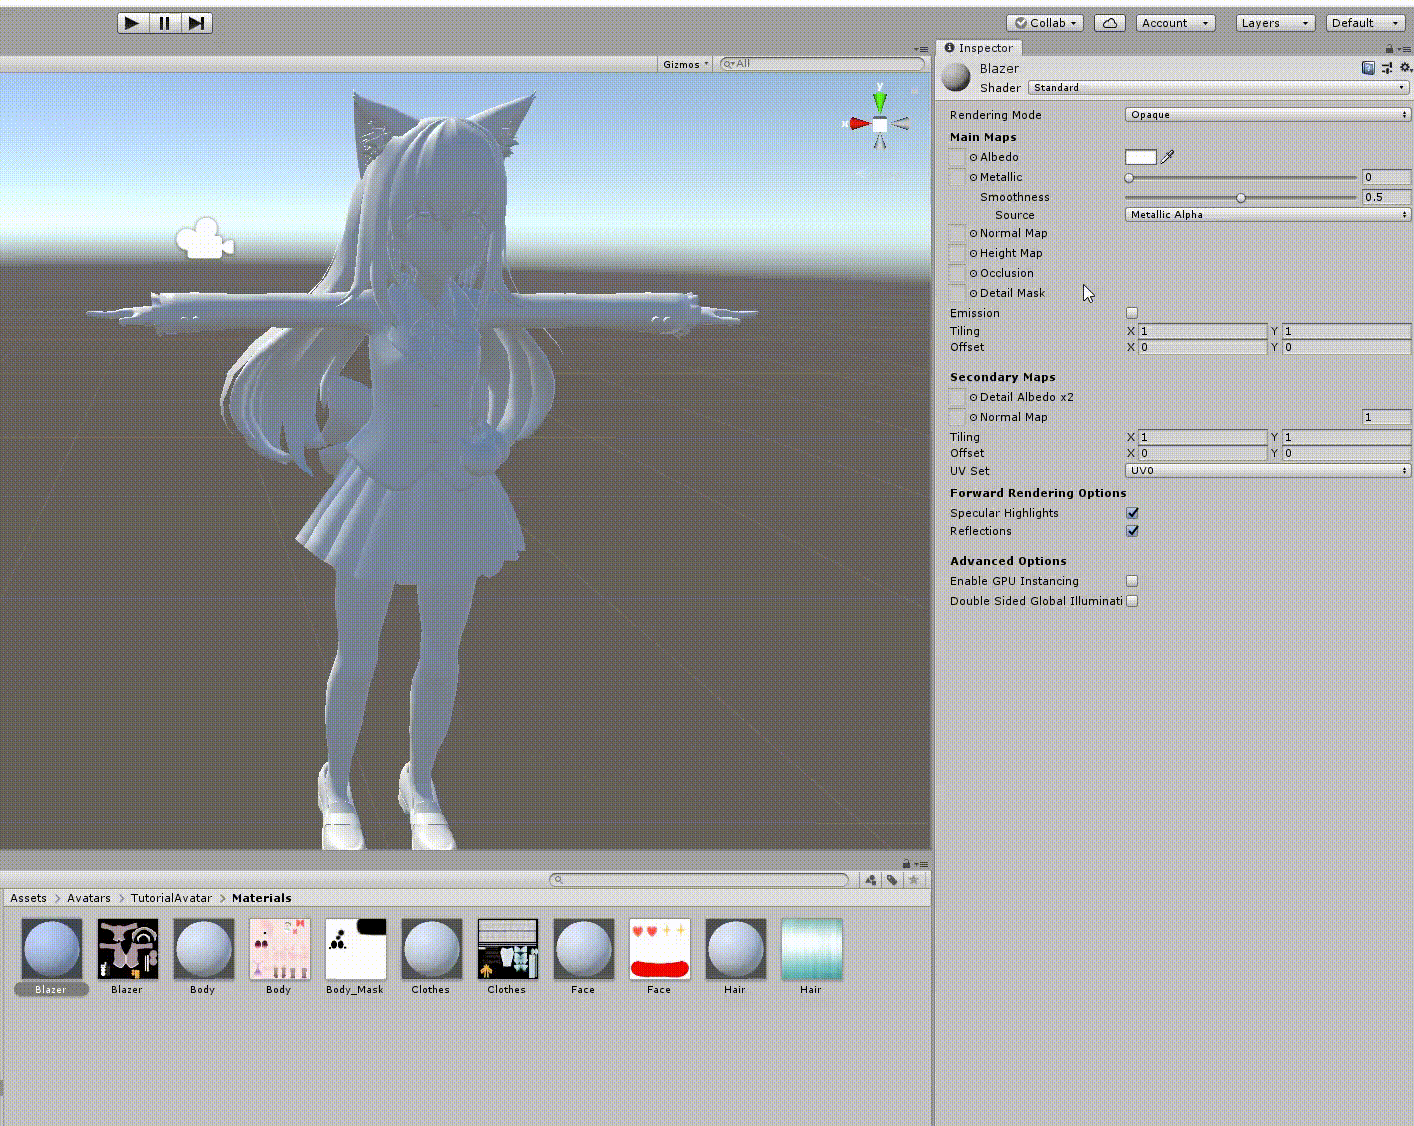 Collab
Account
Layers
Default
Inspector
Gizmos
All
Blazer
Shader Standard
y
x
Rendering Mode Opaque
Main Maps
Albedo
Metallic 0
Smoothness 0.5
Source Metallic Alpha
Normal Map
Height Map
Occlusion
Detail Mask
Emission
Tiling X 1 Y 1
Offset X 0 Y 0
Secondary Maps
Detail Albedo x2
Normal Map 1
Tiling X 1 Y 1
Offset X 0 Y 0
UV Set UV0
Forward Rendering Options
Specular Highlights
Reflections
Advanced Options
Enable GPU Instancing
Double Sided Global Illuminati
Assets > Avatars > TutorialAvatar > Materials
Blazer Blazer Body Body Body_Mask Clothes Clothes Face Face Hair Hair